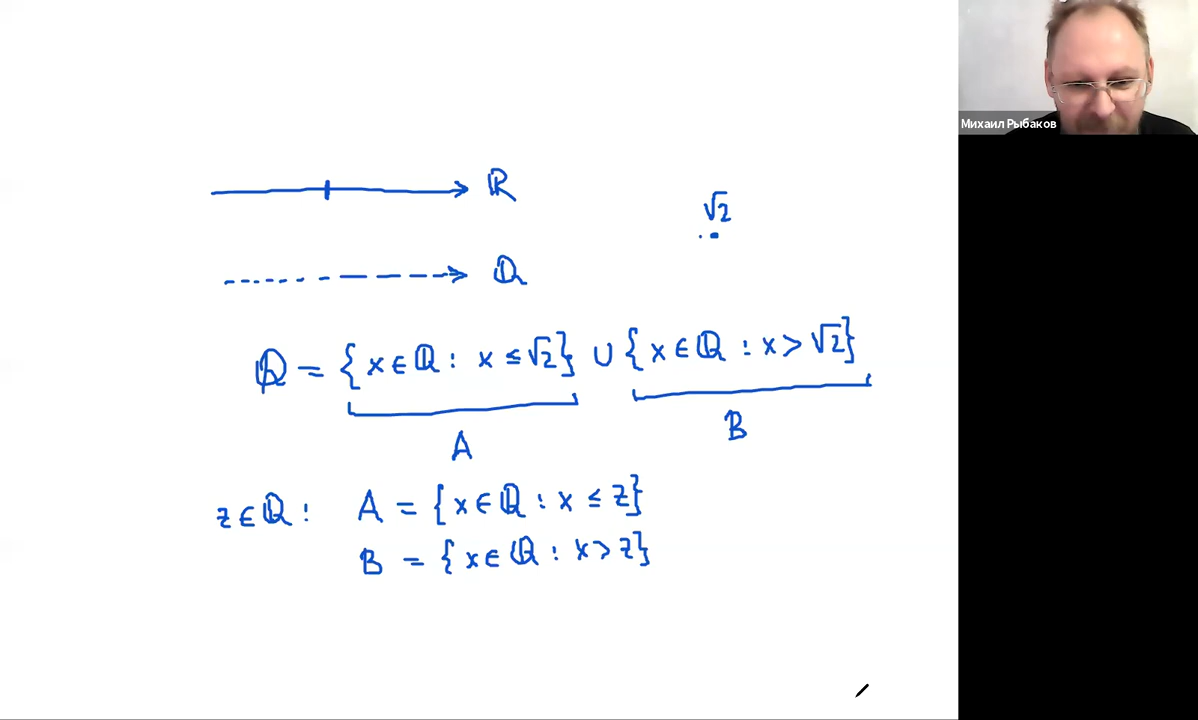 Михаил Рыбаков
ℝ
√2
ℚ
ℚ = {x ∈ ℚ : x ≤ √2} ∪ {x ∈ ℚ : x > √2}
A B
z ∈ ℚ : A = {x ∈ ℚ : x ≤ z}
B = {x ∈ ℚ : x > z}